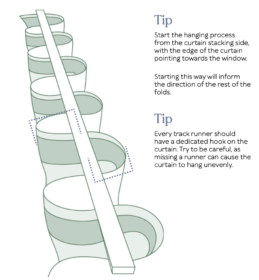 Tip
Start the hanging process
from the curtain stacking side,
with the edge of the curtain
pointing towards the window.
Starting this way will inform
the direction of the rest of the
folds.
Tip
Every track runner should
have a dedicated hook on the
curtain. Try to be careful, as
missing a runner can cause the
curtain to hang unevenly.